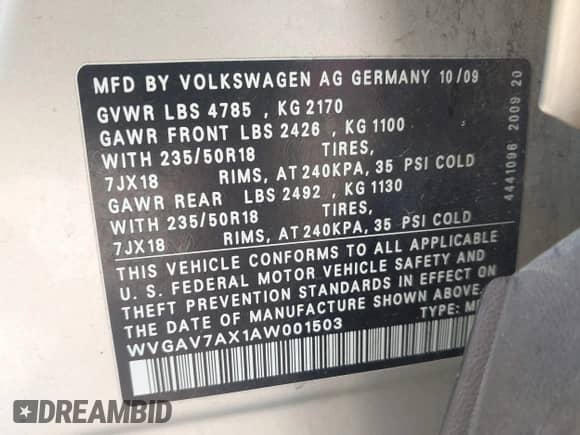 MFD BY VOLKSWAGEN AG GERMANY 10/09
GVWR LBS 4785 , KG 2170
GAWR FRONT LBS 2426 , KG 1100
WITH 235/50R18 TIRES,
7JX18 RIMS, AT 240KPA, 35 PSI COLD
GAWR REAR LBS 2492 , KG 1130
WITH 235/50R18 TIRES,
7JX18 RIMS, AT 240KPA, 35 PSI COLD
THIS VEHICLE CONFORMS TO ALL APPLICABLE
U. S. FEDERAL MOTOR VEHICLE SAFETY AND
THEFT PREVENTION STANDARDS IN EFFECT ON
THE DATE OF MANUFACTURE SHOWN ABOVE.
WVGAV7AX1AW001503 TYPE:
4441096 2009 20
DREAMBID